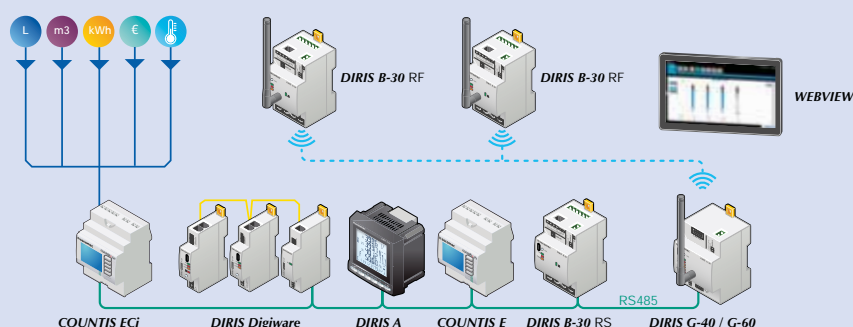 L m3 kWh €
DIRIS B-30 RF
DIRIS B-30 RF
WEBVIEW
RS485
COUNTIS ECi
DIRIS Digiware
DIRIS A
COUNTIS E
DIRIS B-30 RS
DIRIS G-40 / G-60